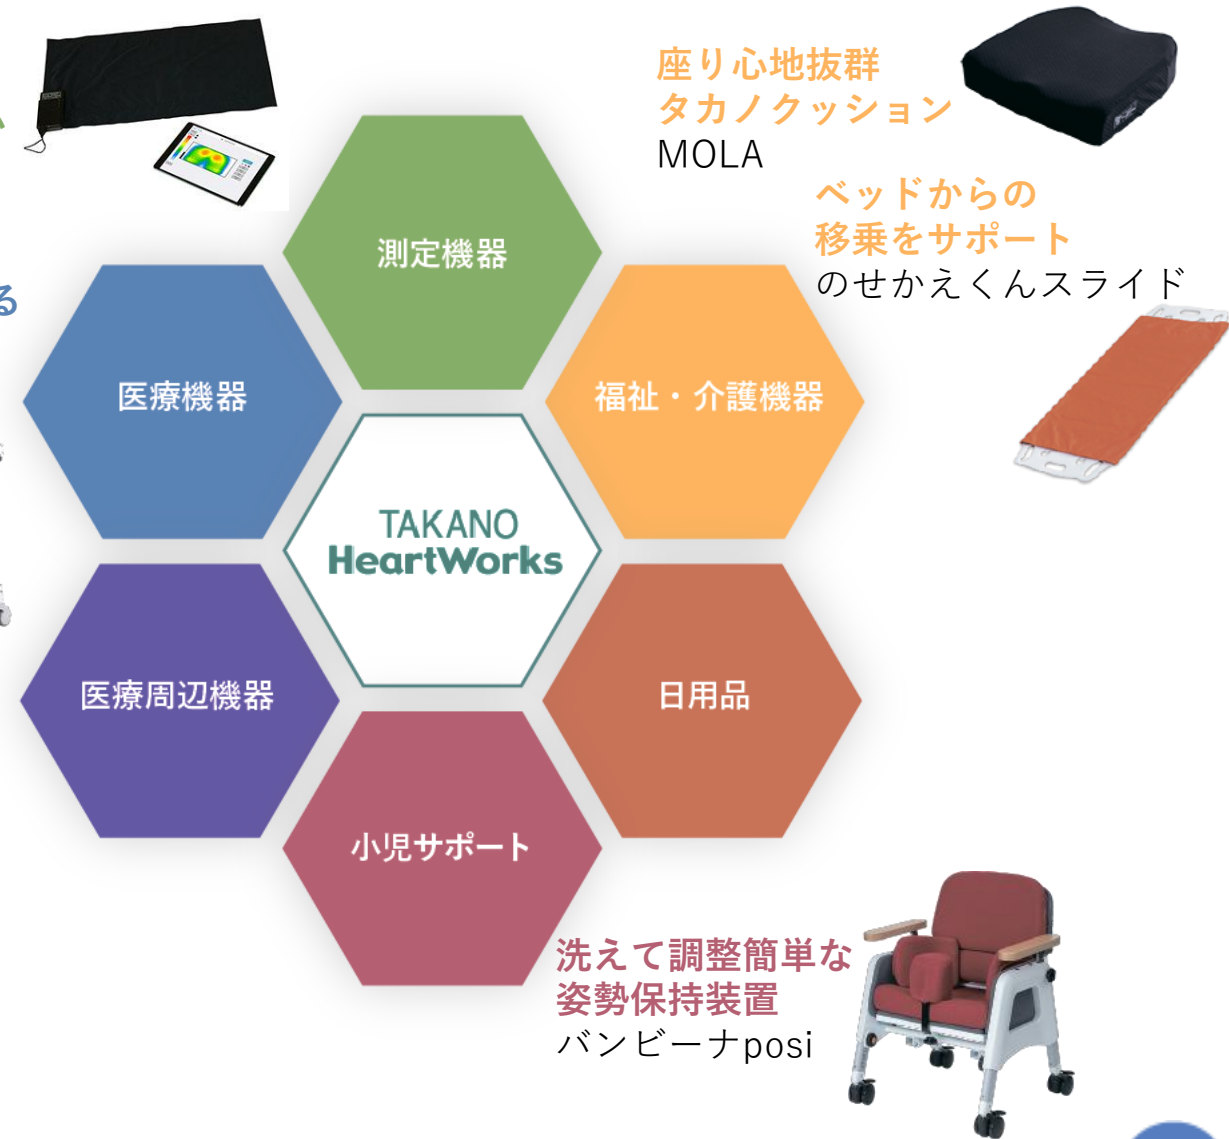 座り心地抜群
タカノクッション
MOLA
ベッドからの
移乗をサポート
のせかえくんスライド
測定機器
る
医療機器
福祉・介護機器
TAKANO
HeartWorks
医療周辺機器
日用品
小児サポート
洗えて調整簡単な
姿勢保持装置
バンビーナposi